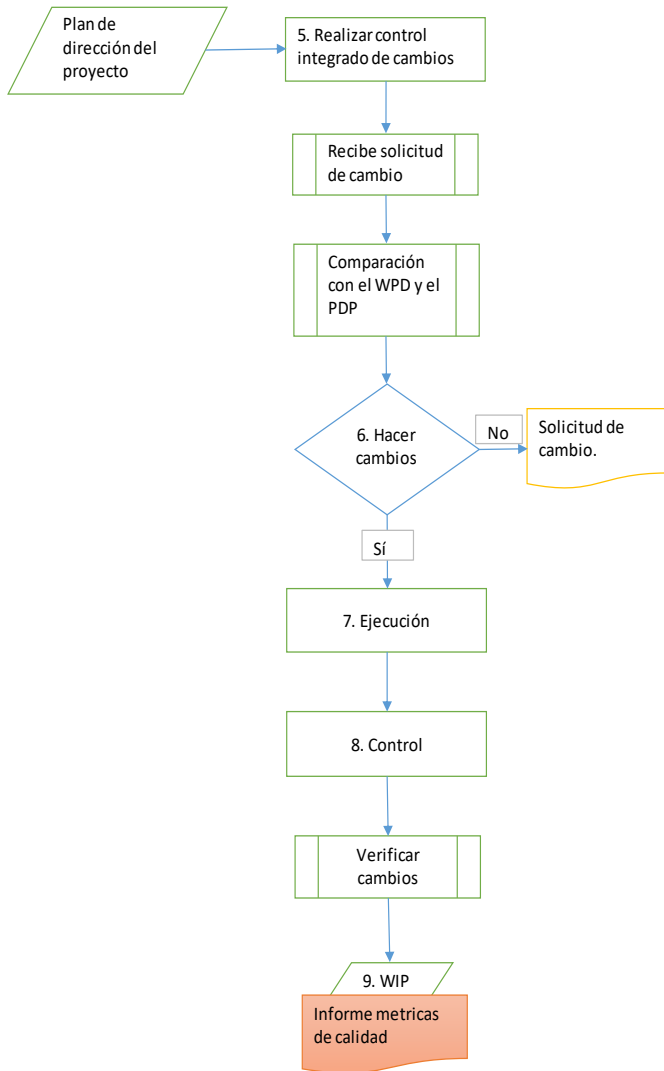 Plan de
dirección del
proyecto
5. Realizar control
integrado de cambios
Recibe solicitud
de cambio
Comparación
con el WPD y el
PDP
6. Hacer
cambios
No
Solicitud de
cambio.
Sí
7. Ejecución
8. Control
Verificar
cambios
9. WIP
Informe metricas
de calidad